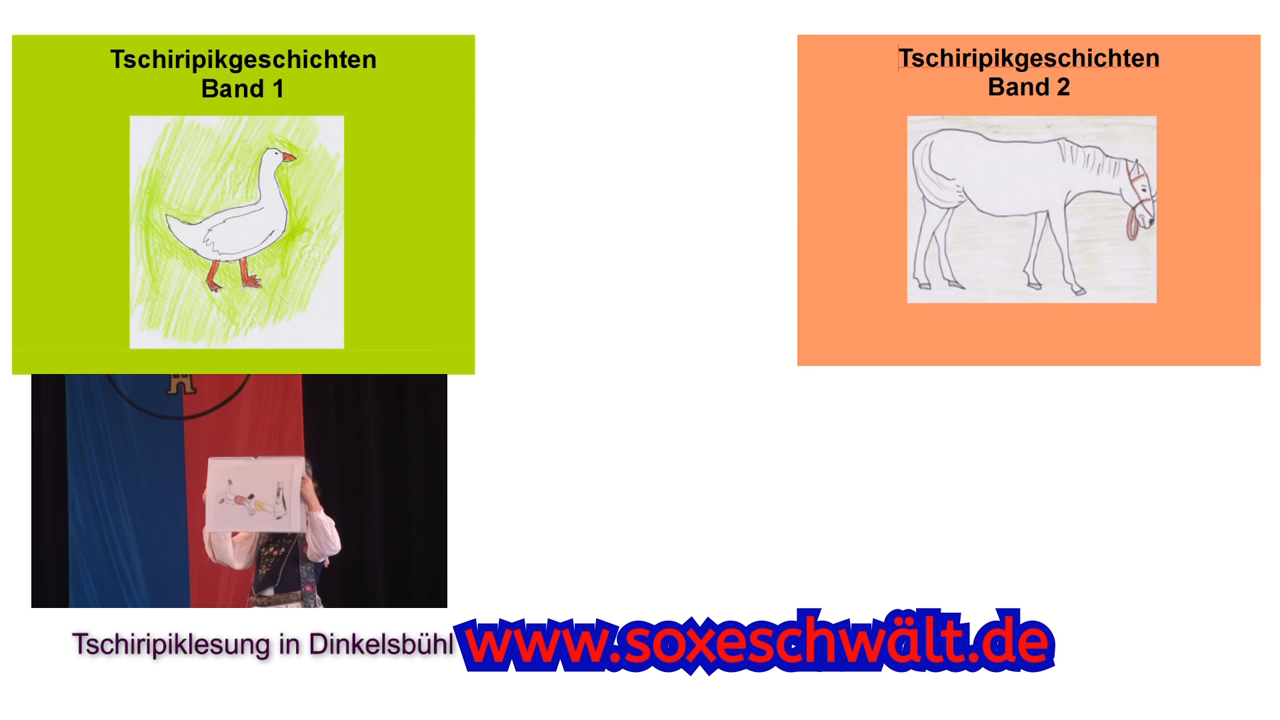 Tschiripikgeschichten
Band 1
Tschiripikgeschichten
Band 2
Tschiripiklesung in Dinkelsbühl
www.soxeschwält.de